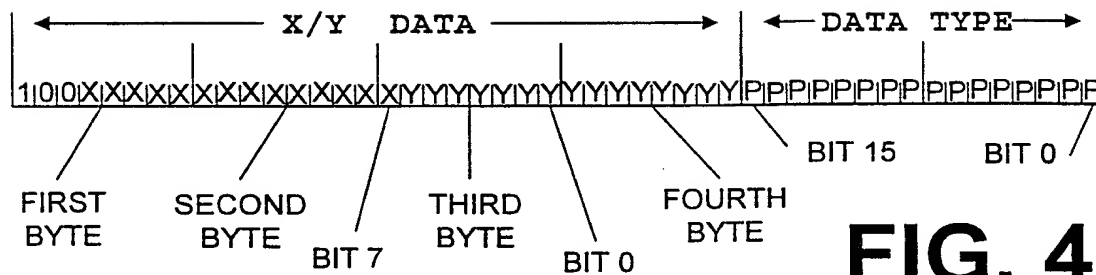 X/Y DATA DATA TYPE
100XXXXXXXXXXXXXXYYYYYYYYYYYYYYYPPPPPPPPPPPPPPPP
BIT 15 BIT 0
FIRST SECOND THIRD FOURTH
BYTE BYTE BYTE BYTE
BIT 7 BIT 0
FIG. 4